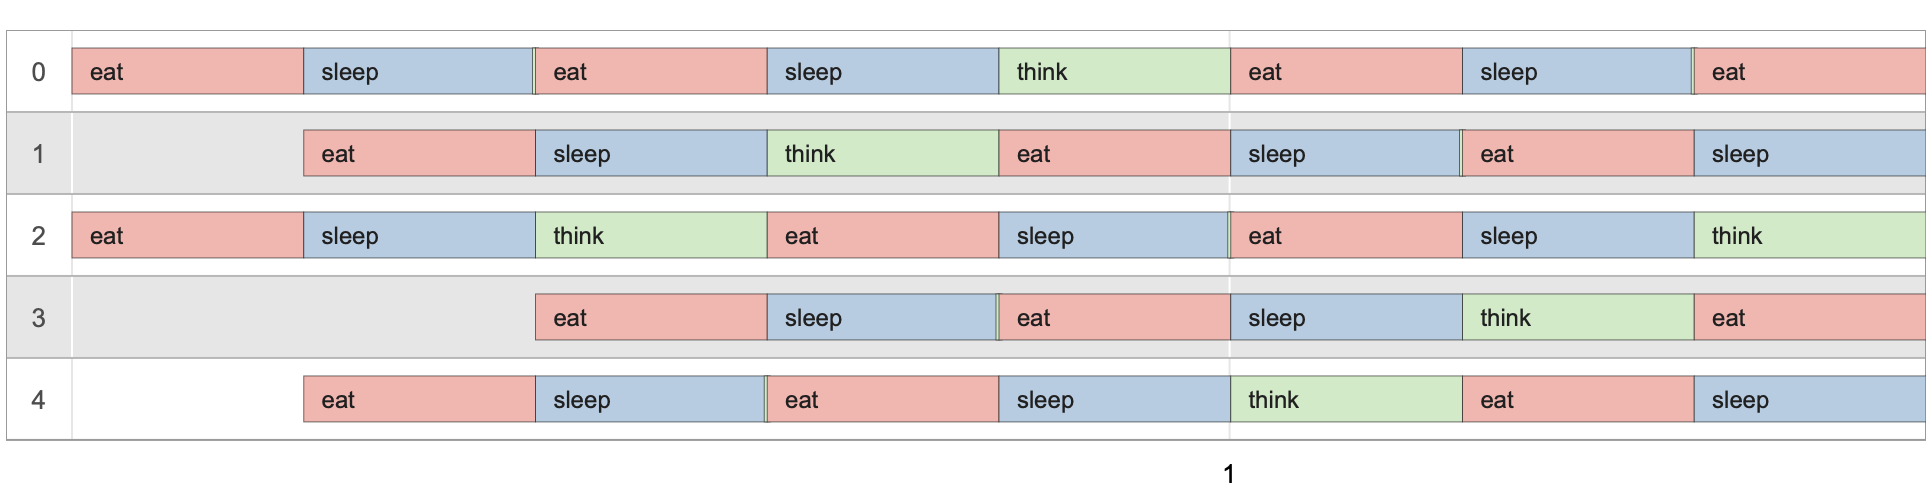 0 eat sleep eat sleep think eat sleep eat
1 eat sleep think eat sleep eat sleep
2 eat sleep think eat sleep eat sleep think
3 eat sleep eat sleep think eat
4 eat sleep eat sleep think eat sleep
1